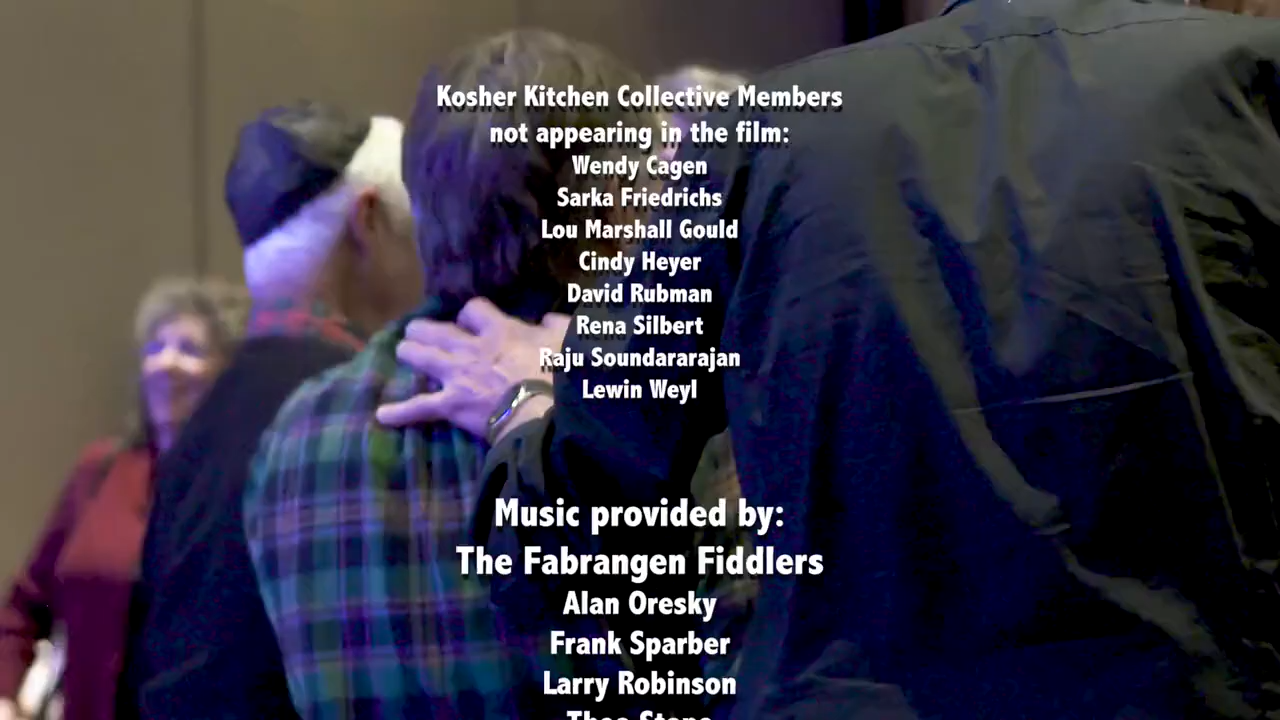 Kosher Kitchen Collective Members
not appearing in the film:
Wendy Cagen
Sarka Friedrichs
Lou Marshall Gould
Cindy Heyer
David Rubman
Rena Silbert
Raju Soundararajan
Lewin Weyl
Music provided by:
The Fabrangen Fiddlers
Alan Oresky
Frank Sparber
Larry Robinson